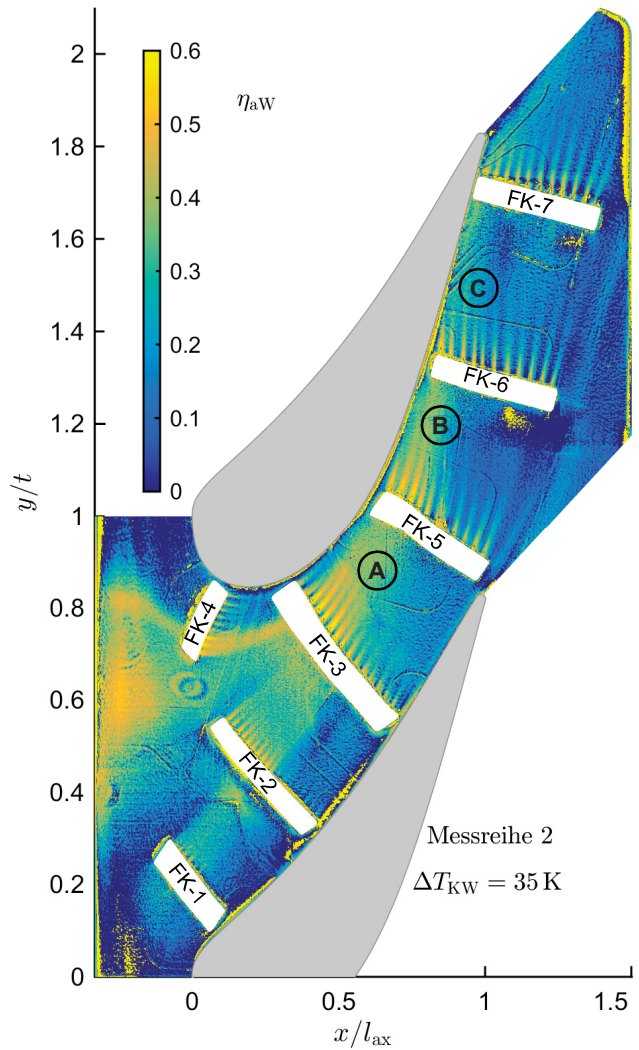 2
1.8
1.6
1.4
1.2
1
0.8
0.6
0.4
0.2
0
y/t
0.6
0.5
0.4
0.3
0.2
0.1
0
η_aW
FK-7
C
FK-6
B
FK-5
A
FK-4
FK-3
FK-2
FK-1
Messreihe 2
ΔT_KW = 35 K
0
0.5
1
1.5
x/l_ax